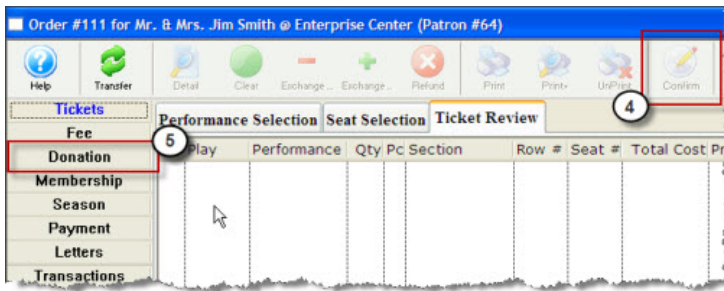 Order #111 for Mr. & Mrs. Jim Smith @ Enterprise Center (Patron #64)
Help Transfer Detail Clear Exchange... Exchange... Refund Print Print+ UnPrint Confirm
4
Tickets
Performance Selection Seat Selection Ticket Review
Fee
5
Play Performance Qty Pc Section Row # Seat # Total Cost
Donation
Membership
Season
Payment
Letters
Transactions